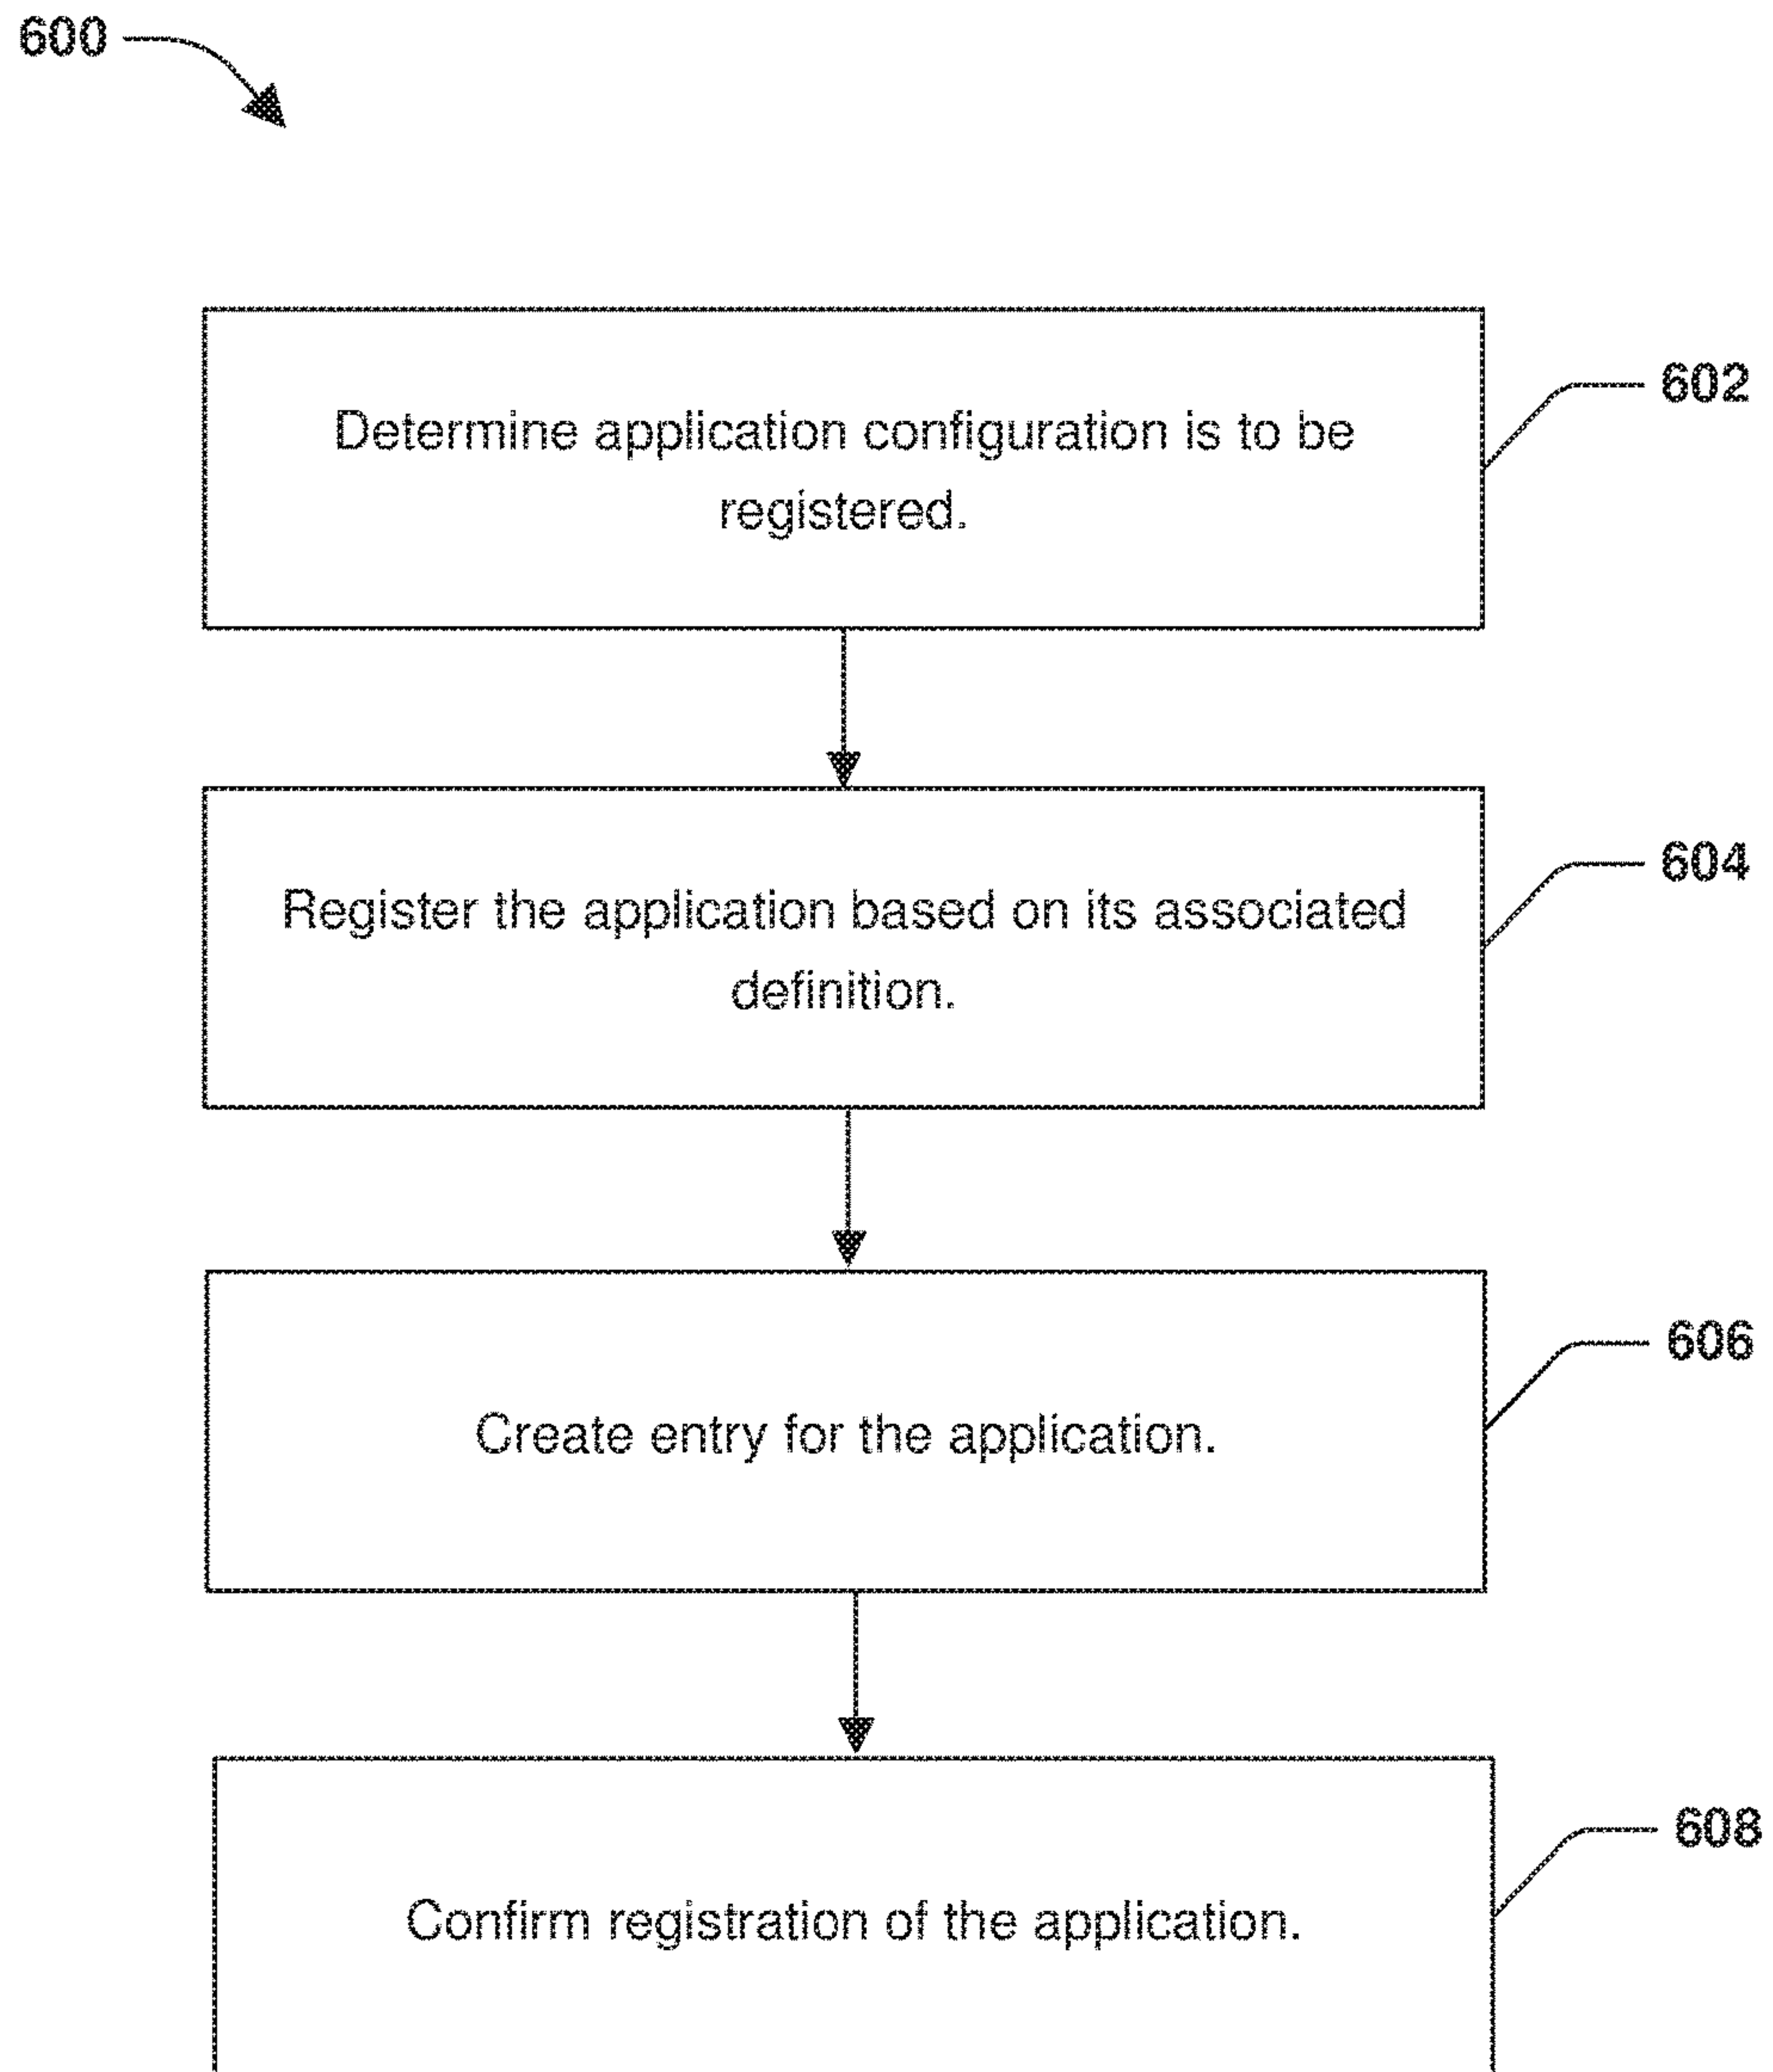 600
Determine application configuration is to be
registered.
602
Register the application based on its associated
definition.
604
Create entry for the application.
606
Confirm registration of the application.
608